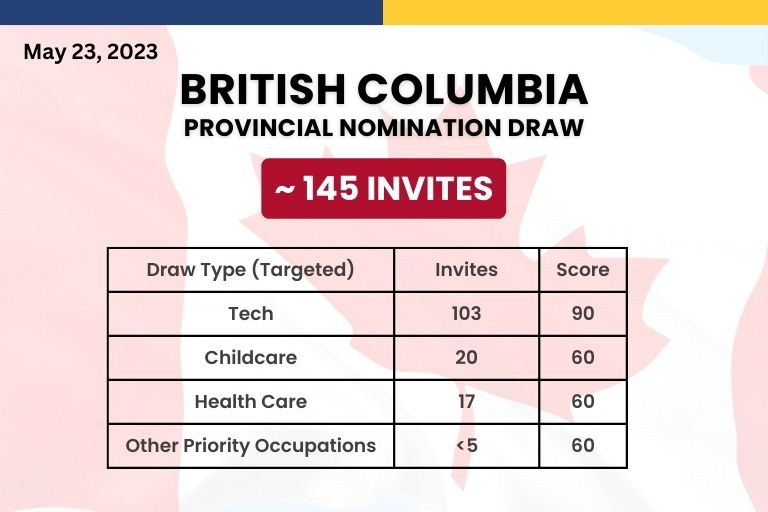 May 23, 2023
BRITISH COLUMBIA
PROVINCIAL NOMINATION DRAW
~ 145 INVITES
Draw Type (Targeted) Invites Score
Tech 103 90
Childcare 20 60
Health Care 17 60
Other Priority Occupations <5 60